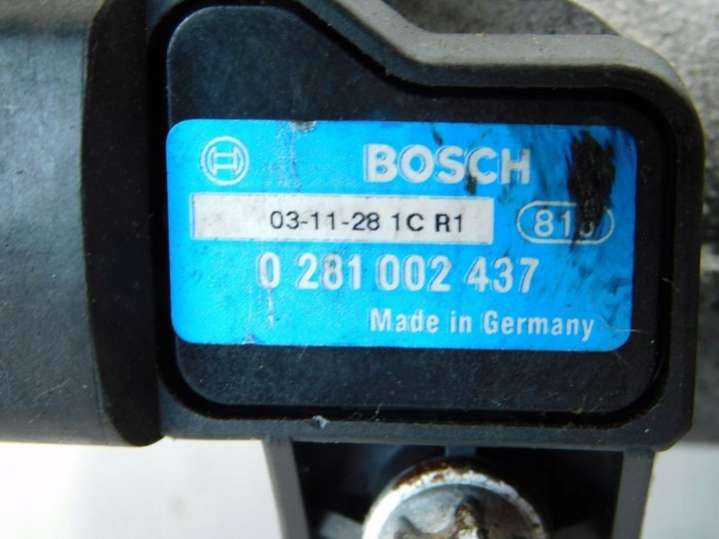 BOSCH
03-11-28 1C R1
0 281 002 437
Made in Germany